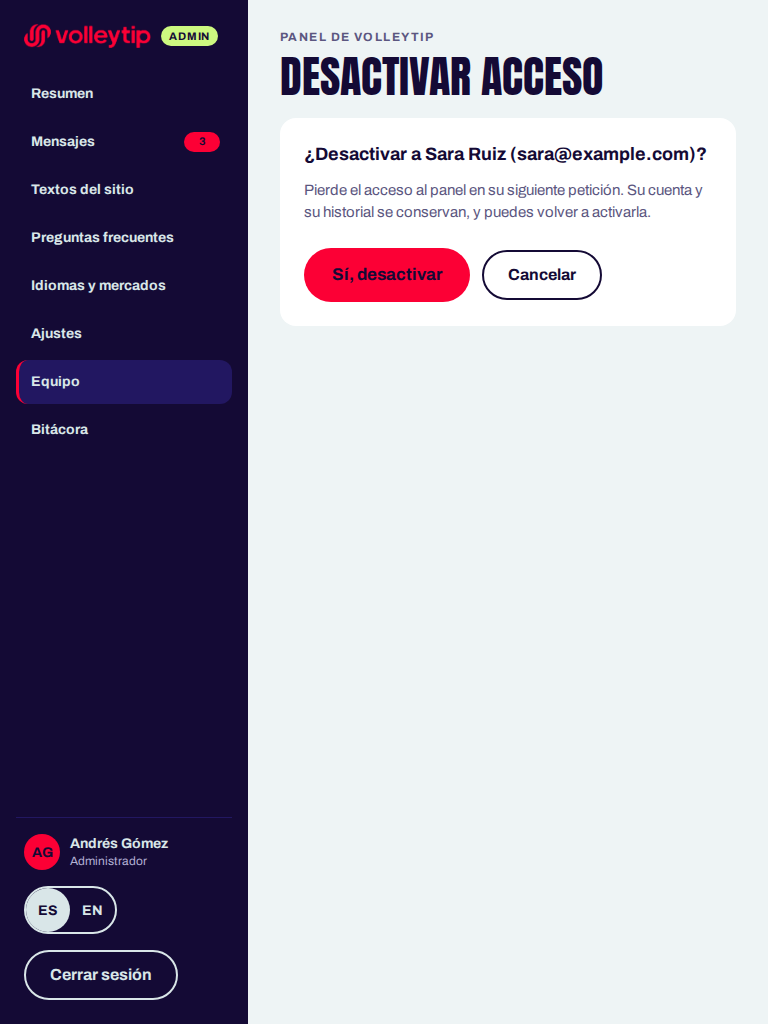 volleytip ADMIN
Resumen
Mensajes 3
Textos del sitio
Preguntas frecuentes
Idiomas y mercados
Ajustes
Equipo
Bitácora
AG Andrés Gómez
Administrador
ES EN
Cerrar sesión
PANEL DE VOLLEYTIP
DESACTIVAR ACCESO
¿Desactivar a Sara Ruiz (sara@example.com)?
Pierde el acceso al panel en su siguiente petición. Su cuenta y
su historial se conservan, y puedes volver a activarla.
Sí, desactivar Cancelar